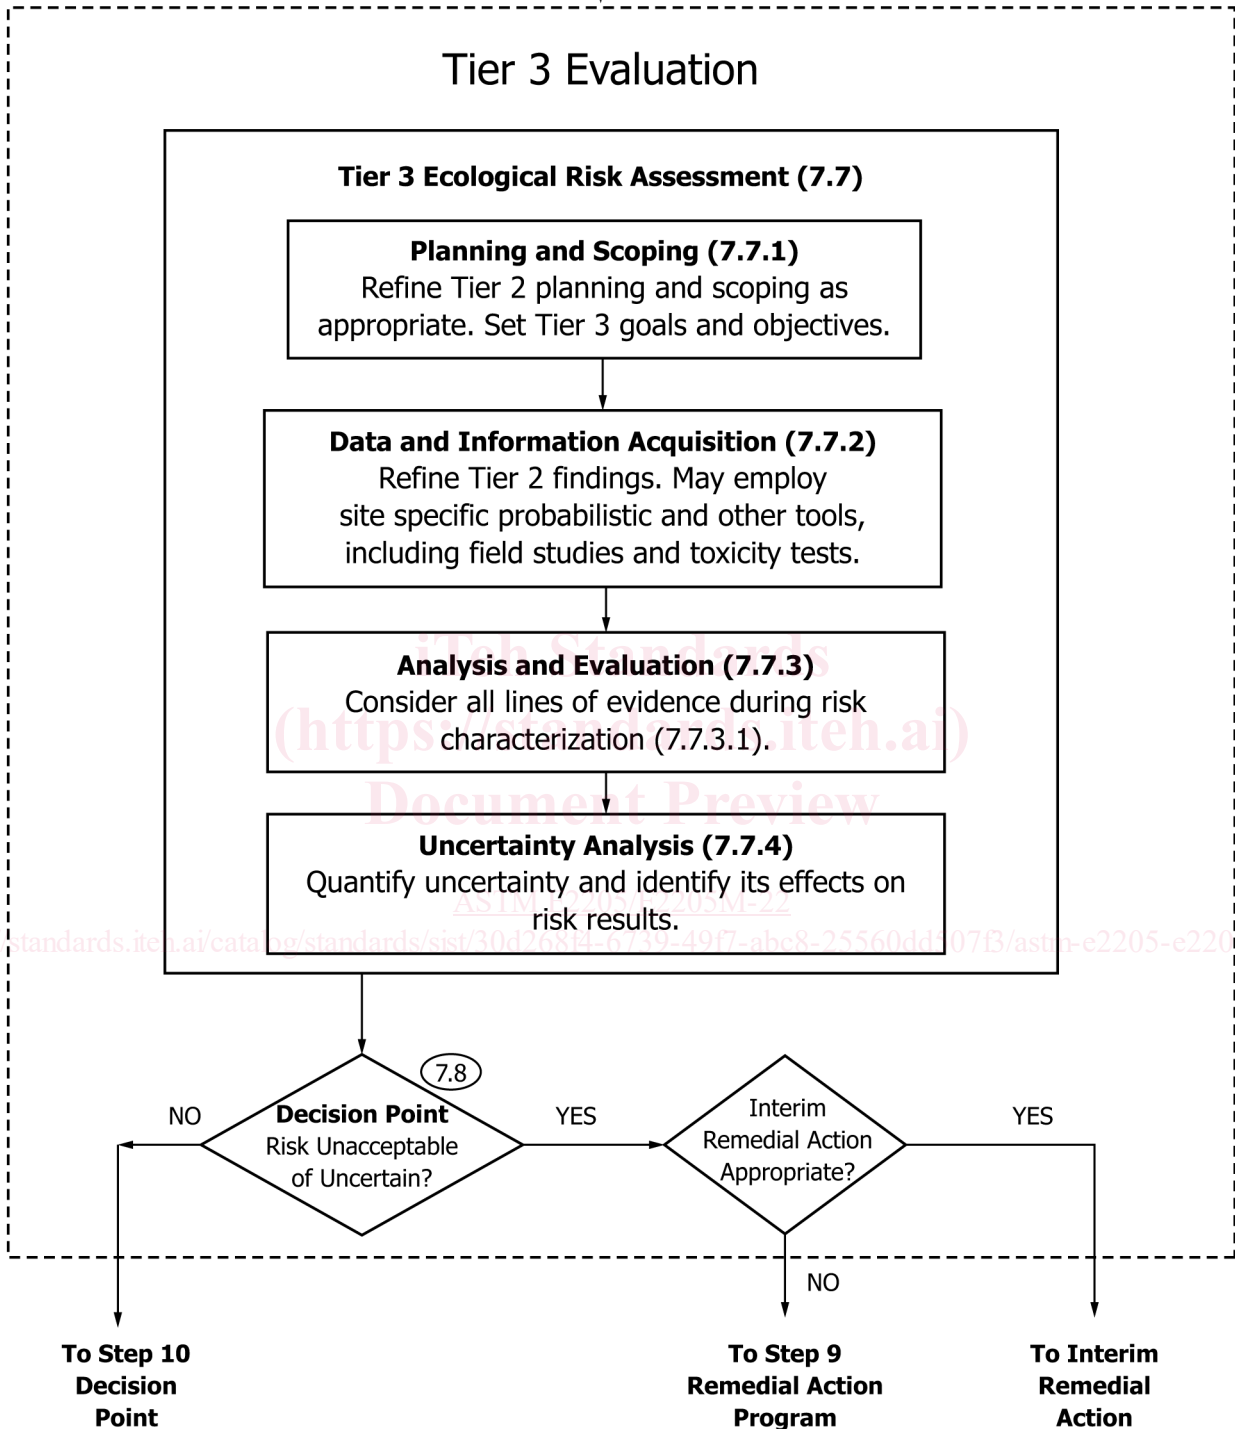 Tier 3 Evaluation
Tier 3 Ecological Risk Assessment (7.7)
Planning and Scoping (7.7.1)
Refine Tier 2 planning and scoping as
appropriate. Set Tier 3 goals and objectives.
Data and Information Acquisition (7.7.2)
Refine Tier 2 findings. May employ
site specific probabilistic and other tools,
including field studies and toxicity tests.
iTeh Standards
Analysis and Evaluation (7.7.3)
Consider all lines of evidence during risk
(https://standards.iteh.ai)
characterization (7.7.3.1).
Document Preview
Uncertainty Analysis (7.7.4)
Quantify uncertainty and identify its effects on
ASTM E2205/E2205M-22
risk results.
standards.iteh.ai/catalog/standards/sist/30d268f4-6739-49f7-abc8-25560dd507f3/astm-e2205-e220
7.8
NO
Decision Point
Risk Unacceptable
of Uncertain?
YES
Interim
Remedial Action
Appropriate?
YES
NO
To Step 10
Decision
Point
To Step 9
Remedial Action
Program
To Interim
Remedial
Action